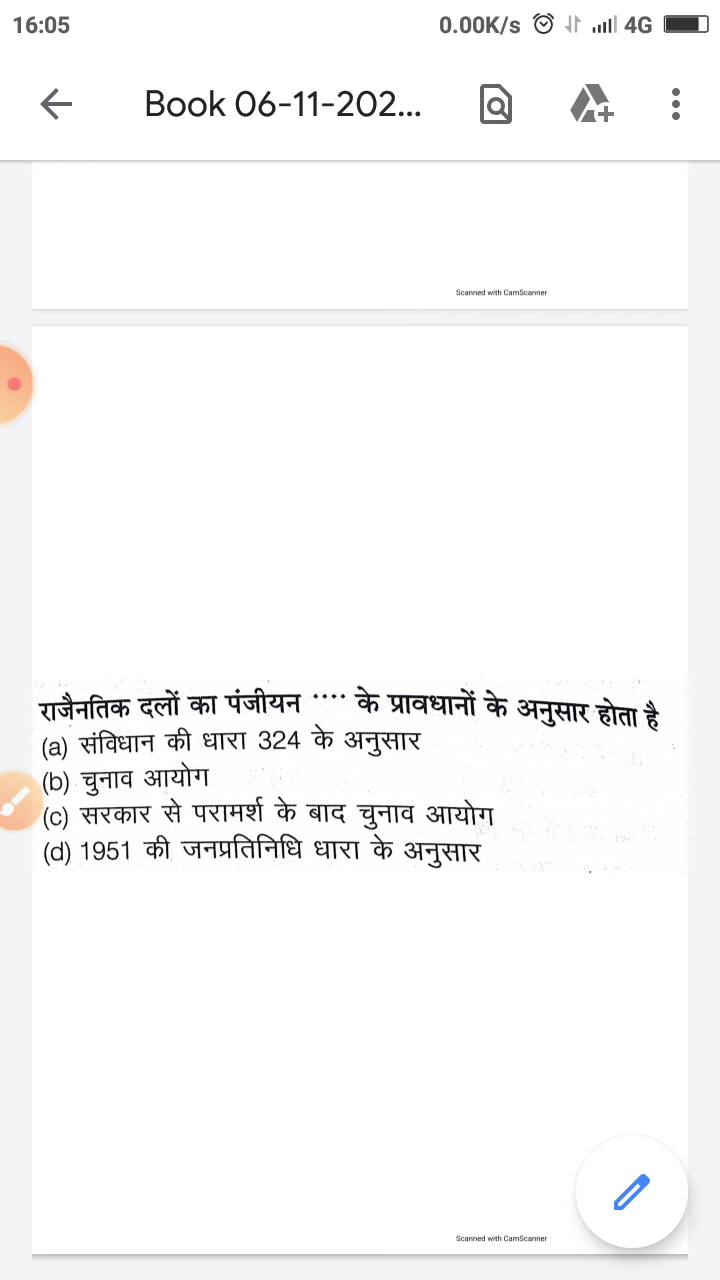 16:05 0.00K/s 4G
Book 06-11-202...
Scanned with CamScanner
राजैनतिक दलों का पंजीयन .... के प्रावधानों के अनुसार होता है
(a) संविधान की धारा 324 के अनुसार
(b) चुनाव आयोग
(c) सरकार से परामर्श के बाद चुनाव आयोग
(d) 1951 की जनप्रतिनिधि धारा के अनुसार
Scanned with CamScanner